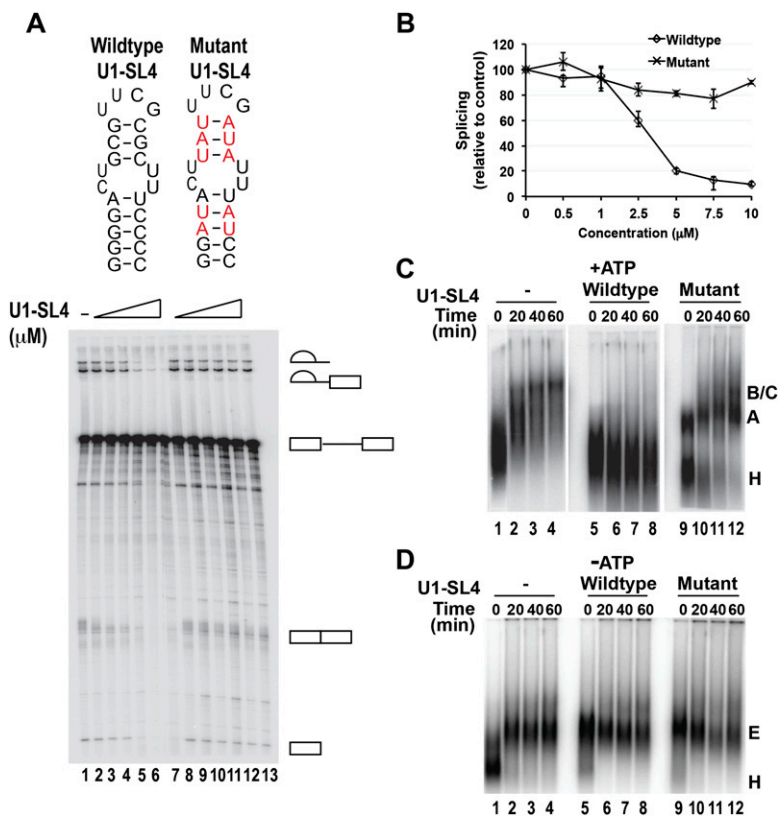 A
Wildtype Mutant
U1-SL4 U1-SL4
U C
U G
G–C
C–G
G–C
U U
C U
A–U
G–C
G–C
G–C
G–C
U C
U G
U–A
A–U
U–A
U U
C U
A–U
U–A
A–U
G–C
G–C
U1-SL4 –
(μM)
1 2 3 4 5 6 7 8 9 10 11 12 13
B
Wildtype
Mutant
Splicing
(relative to control)
120
100
80
60
40
20
0
0 0.5 1 2.5 5 7.5 10
Concentration (μM)
C
+ATP
U1-SL4 - Wildtype Mutant
Time 0 20 40 60 0 20 40 60 0 20 40 60
(min)
B/C
A
H
1 2 3 4 5 6 7 8 9 10 11 12
D
-ATP
U1-SL4 - Wildtype Mutant
Time 0 20 40 60 0 20 40 60 0 20 40 60
(min)
E
H
1 2 3 4 5 6 7 8 9 10 11 12